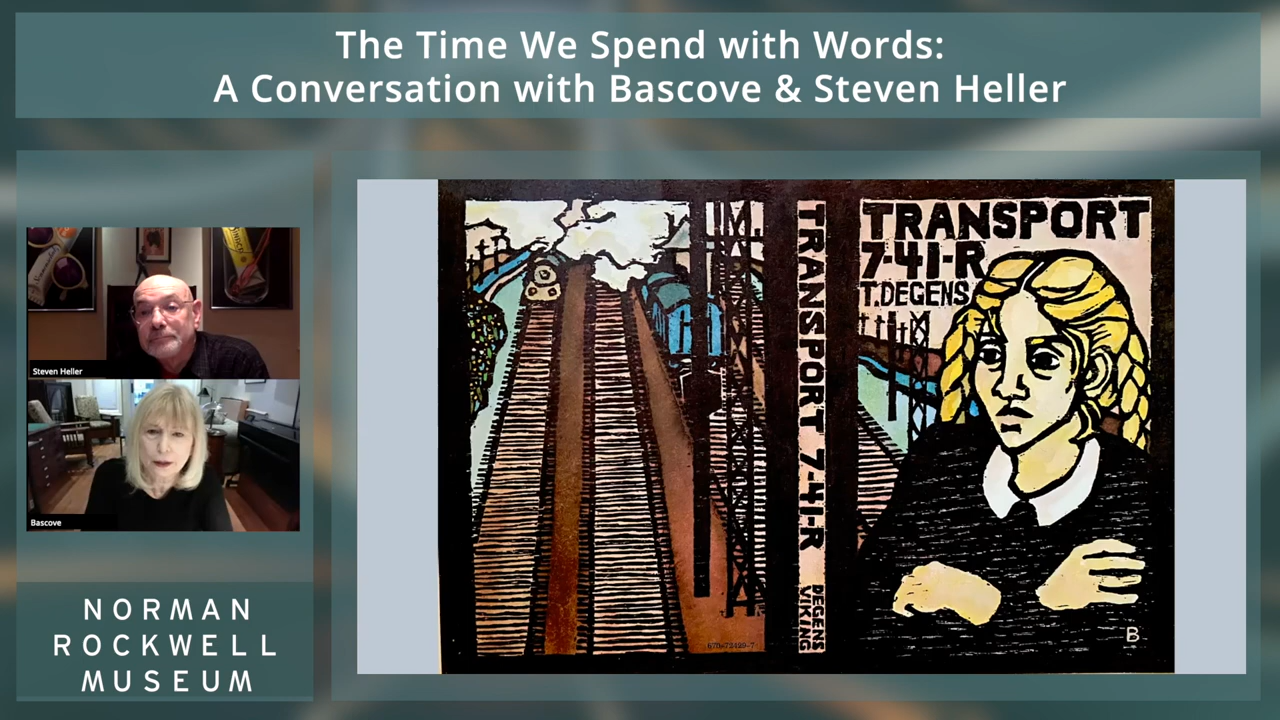 The Time We Spend with Words:
A Conversation with Bascove & Steven Heller
Steven Heller
Bascove
NORMAN
ROCKWELL
MUSEUM
TRANSPORT 7-41-R
DEGENS
VIKING
TRANSPORT
7-41-R
T. DEGENS
B